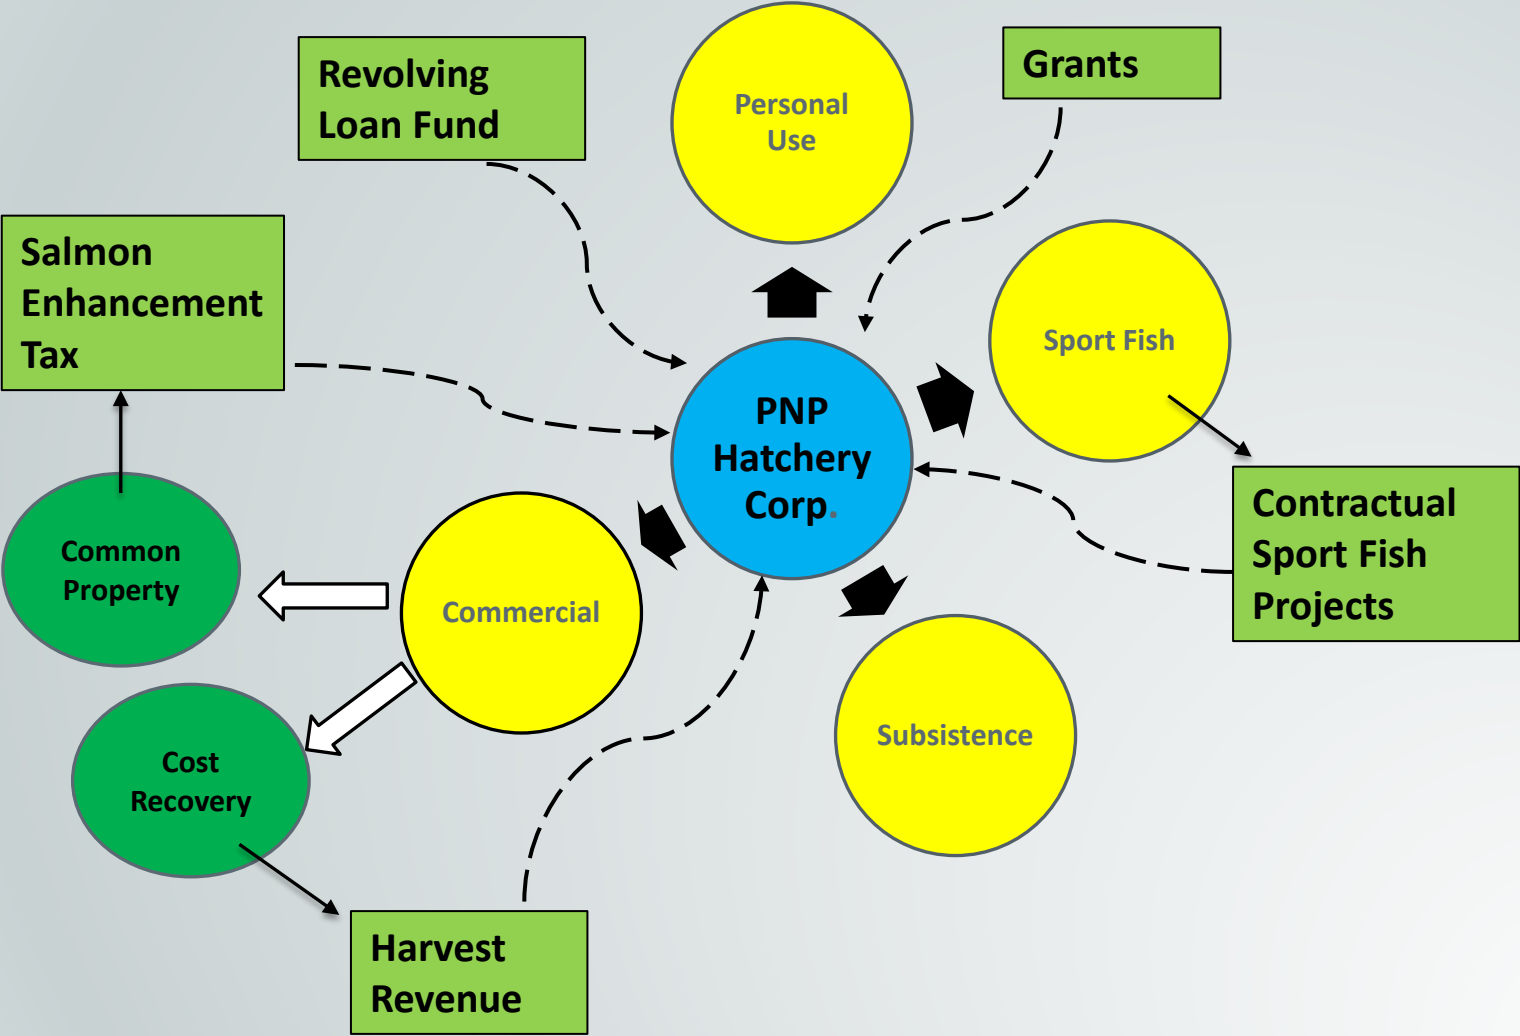 Revolving
Loan Fund
Personal
Use
Grants
Salmon
Enhancement
Tax
Sport Fish
PNP
Hatchery
Corp.
Contractual
Sport Fish
Projects
Common
Property
Commercial
Subsistence
Cost
Recovery
Harvest
Revenue